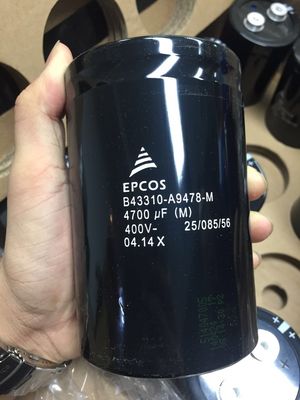 EPCOS
B43310-A9478-M
4700 µF (M)
400V- 25/085/56
04.14 X